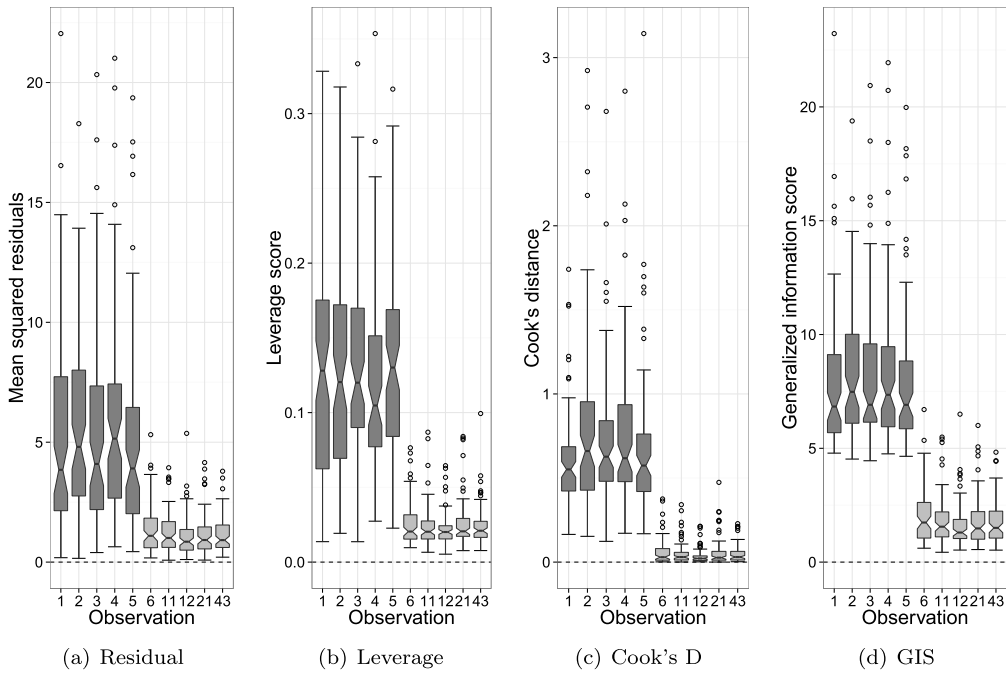 Mean squared residuals
20
15
10
5
0
1 2 3 4 5 6 11 12 21 43
Observation
(a) Residual
Leverage score
0.3
0.2
0.1
0.0
1 2 3 4 5 6 11 12 21 43
Observation
(b) Leverage
Cook's distance
3
2
1
0
1 2 3 4 5 6 11 12 21 43
Observation
(c) Cook's D
Generalized information score
20
15
10
5
0
1 2 3 4 5 6 11 12 21 43
Observation
(d) GIS